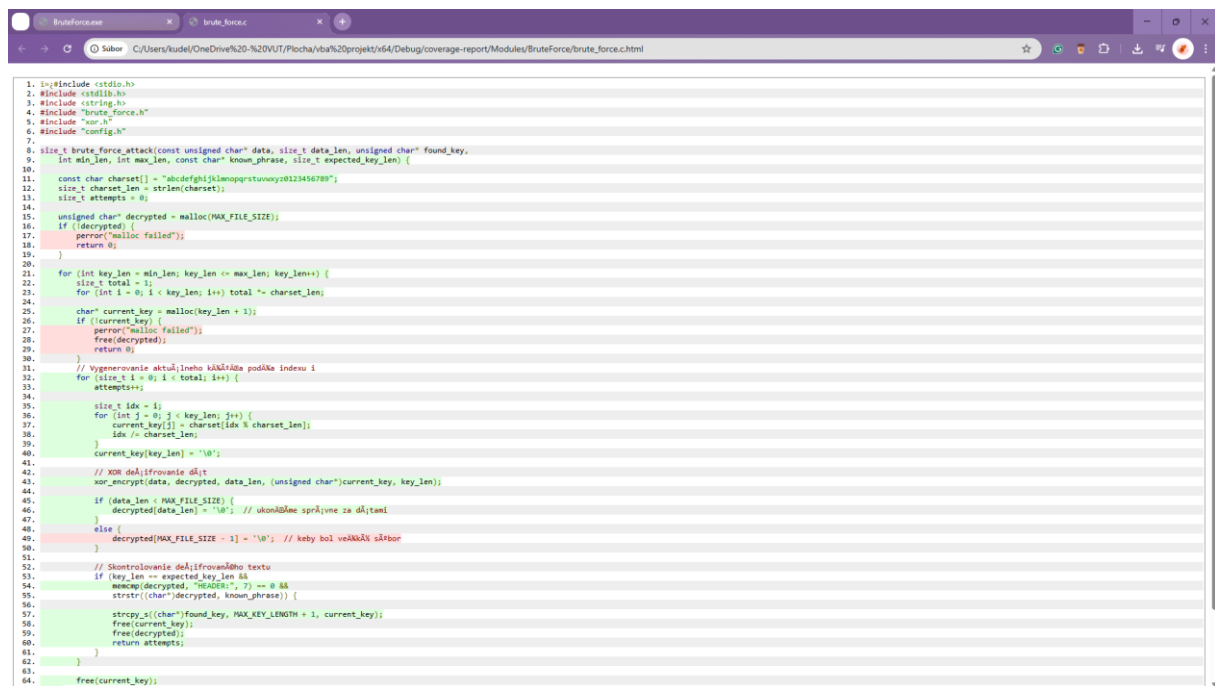 BruteForce.exe
brute_force.c
Súbor C:/Users/kudel/OneDrive%20-%20VUT/Plocha/vba%20projekt/x64/Debug/coverage-report/Modules/BruteForce/brute_force.c.html
1. ï»¿#include <stdio.h>
2. #include <stdlib.h>
3. #include <string.h>
4. #include "brute_force.h"
5. #include "xor.h"
6. #include "config.h"
7.
8. size_t brute_force_attack(const unsigned char* data, size_t data_len, unsigned char* found_key,
9. int min_len, int max_len, const char* known_phrase, size_t expected_key_len) {
10.
11. const char charset[] = "abcdefghijklmnopqrstuvwxyz0123456789";
12. size_t charset_len = strlen(charset);
13. size_t attempts = 0;
14.
15. unsigned char* decrypted = malloc(MAX_FILE_SIZE);
16. if (!decrypted) {
17. perror("malloc failed");
18. return 0;
19. }
20.
21. for (int key_len = min_len; key_len <= max_len; key_len++) {
22. size_t total = 1;
23. for (int i = 0; i < key_len; i++) total *= charset_len;
24.
25. char* current_key = malloc(key_len + 1);
26. if (!current_key) {
27. perror("malloc failed");
28. free(decrypted);
29. return 0;
30. }
31. // Vygenerovanie indexu i
32. for (size_t i = 0; i < total; i++) {
33. attempts++;
34.
35. size_t idx = i;
36. for (int j = 0; j < key_len; j++) {
37. current_key[j] = charset[idx % charset_len];
38. idx /= charset_len;
39. }
40. current_key[key_len] = '\0';
41.
42. // XOR deÅ¡ifrovanie dÃ¡t
43. xor_encrypt(data, decrypted, data_len, (unsigned char*)current_key, key_len);
44.
45. if (data_len < MAX_FILE_SIZE) {
46. decrypted[data_len] = '\0'; // sprÃ¡vne za dÃ¡tami
47. }
48. else {
49. decrypted[MAX_FILE_SIZE - 1] = '\0'; // keby bol sÃºbor
50. }
51.
52. // Skontrolovanie deÅ¡ifrovanÃ©ho textu
53. if (key_len == expected_key_len &&
54. memcmp(decrypted, "HEADER:", 7) == 0 &&
55. strstr((char*)decrypted, known_phrase)) {
56.
57. strcpy_s((char*)found_key, MAX_KEY_LENGTH + 1, current_key);
58. free(current_key);
59. free(decrypted);
60. return attempts;
61. }
62. }
63.
64. free(current_key);